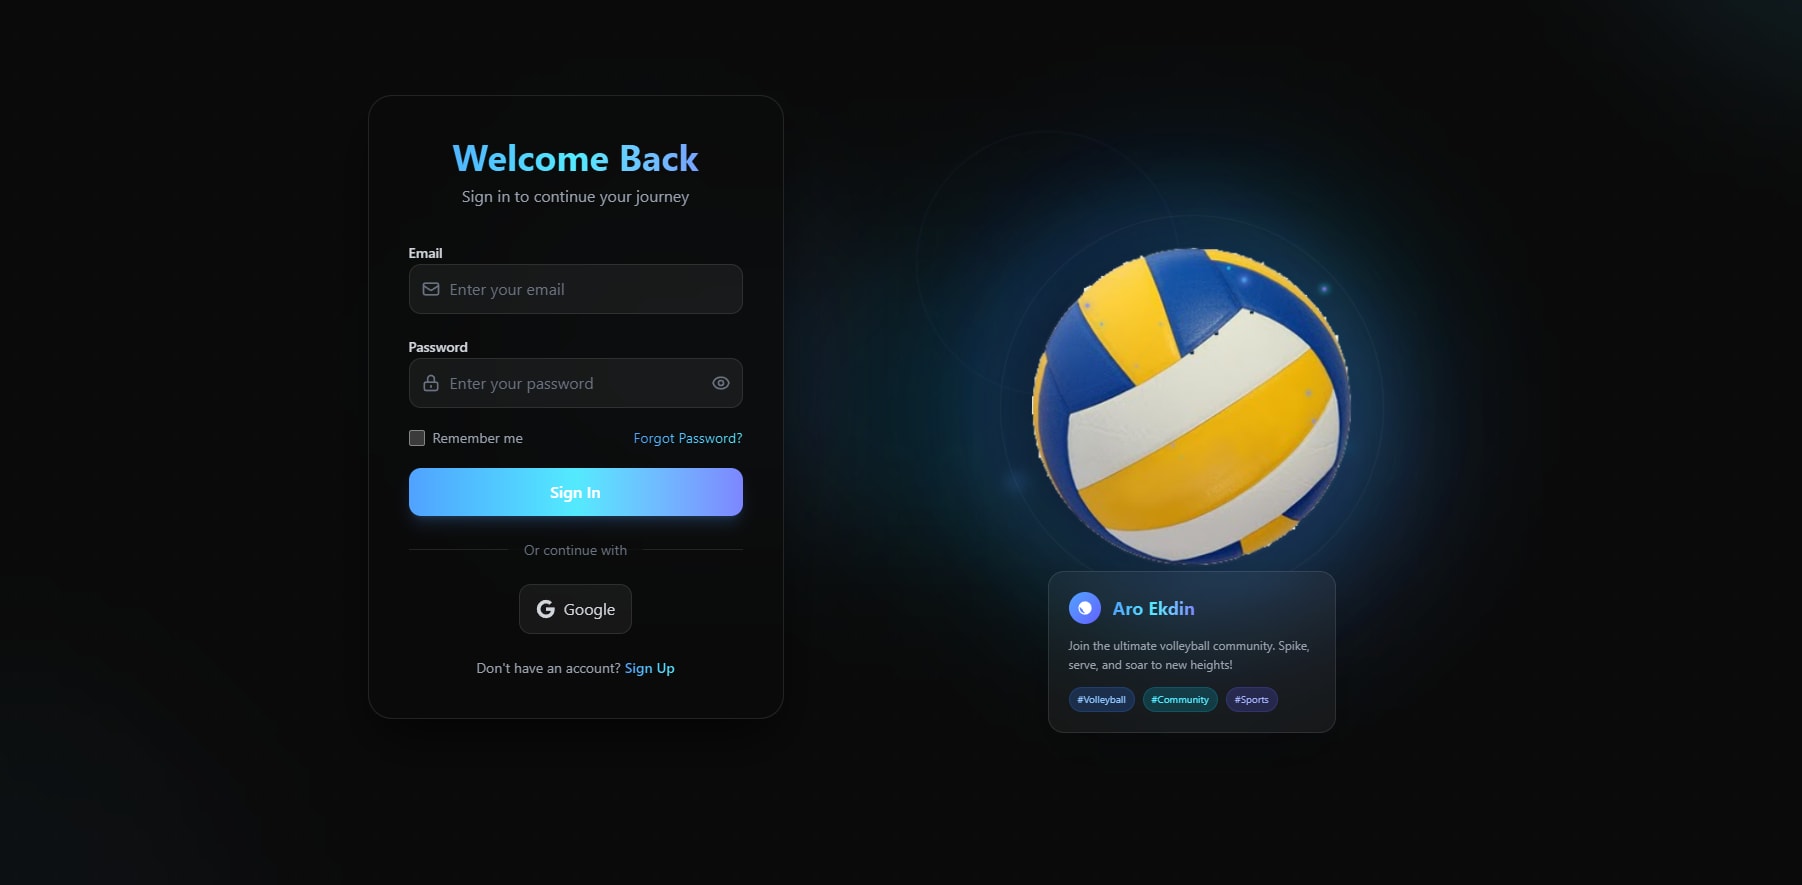 Welcome Back
Sign in to continue your journey
Email
Enter your email
Password
Enter your password
Remember me
Forgot Password?
Sign In
Or continue with
Google
Don't have an account? Sign Up
Aro Ekdin
Join the ultimate volleyball community. Spike,
serve, and soar to new heights!
#Volleyball #Community #Sports